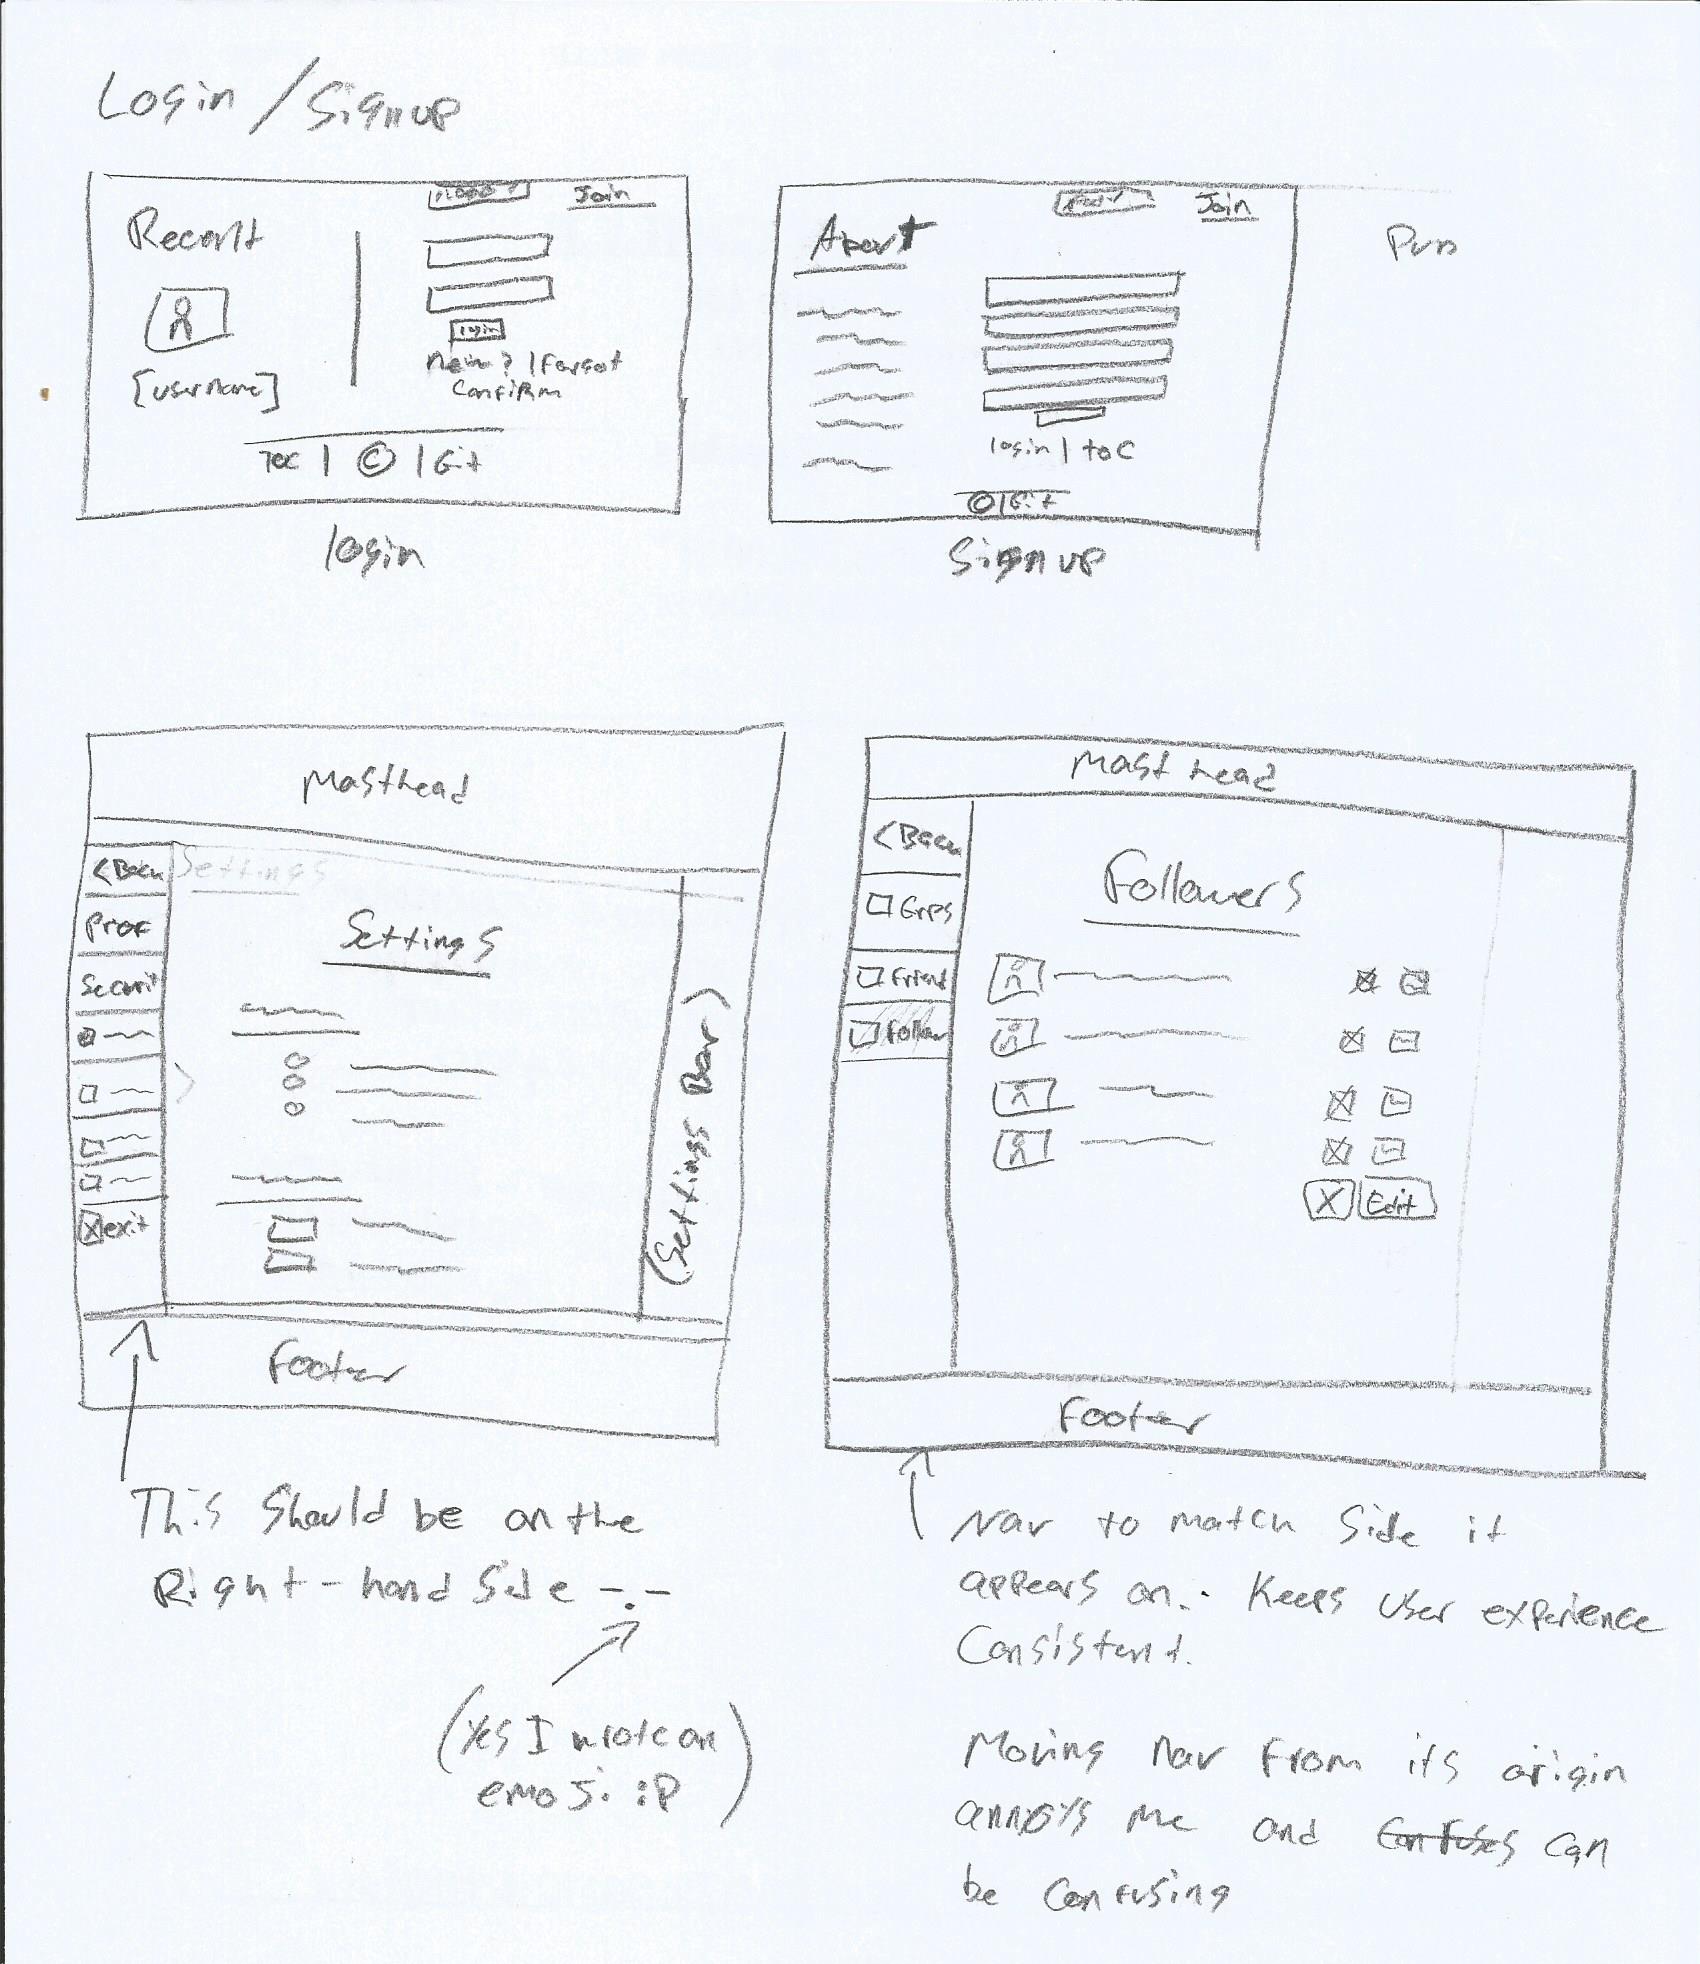 Login / Signup
Join
Recent
login
New? | Forgot
Confirm
[username]
TOC | © | Git
login
Join
About
login | toc
© | Git
Signup
Masthead
<Back
Settings
Prof
Settings
Securit
exit
(Settings Bar)
Footer
Mast head
<Back
Followers
Grps
Friend
Follow
X
Edit
Footer
This should be on the
Right-hand side -.-
(Yes I wrote an
emoji :P)
Nav to match side it
appears on. Keeps user experience
consistent.
Moving nav from its origin
annoys me and Confuses can
be confusing